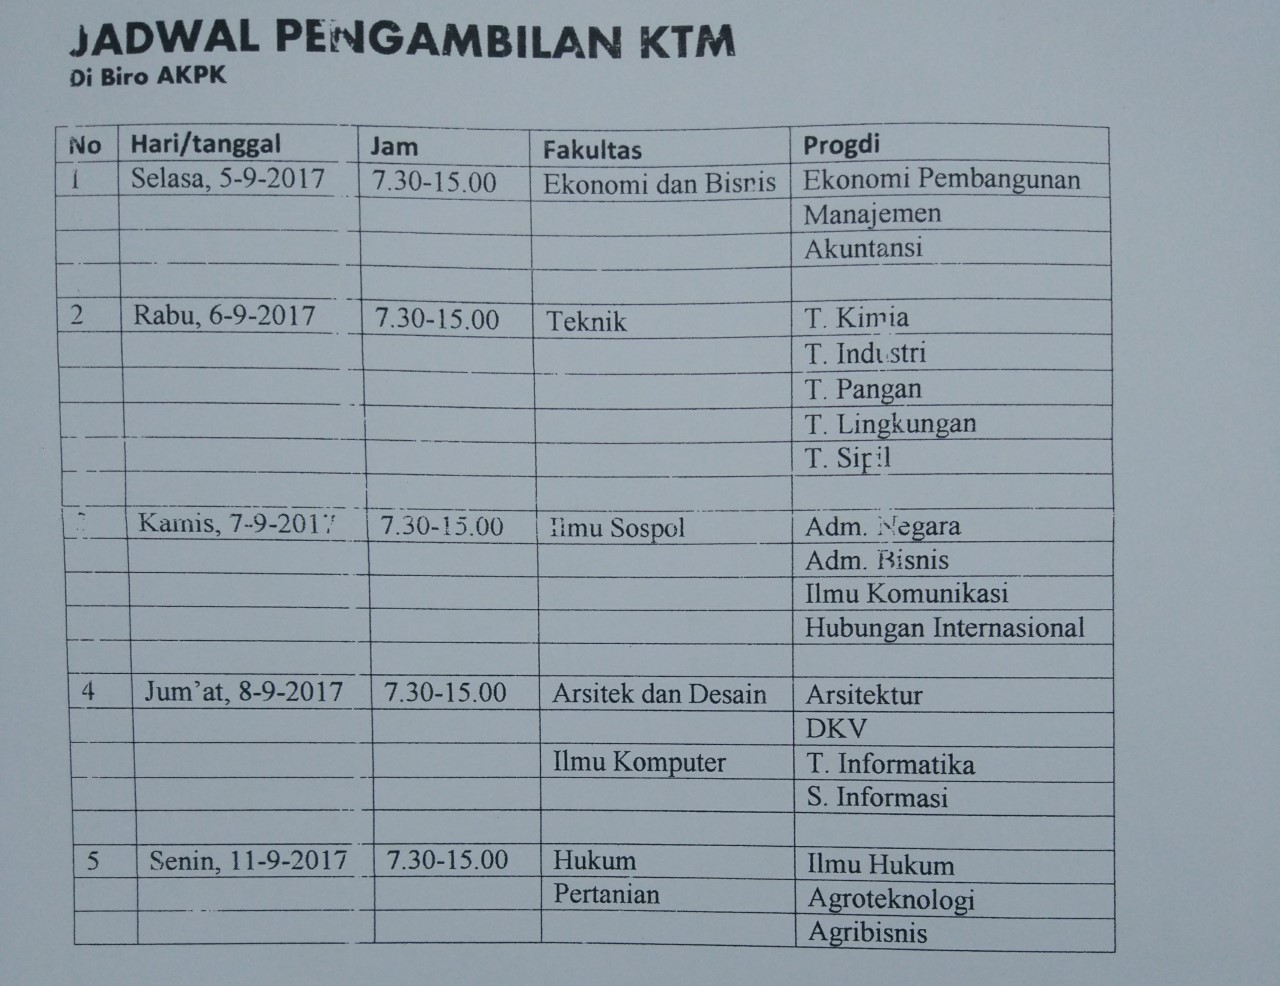 JADWAL PENGAMBILAN KTM
Di Biro AKPK
No Hari/tanggal Jam Fakultas Progdi
1 Selasa, 5-9-2017 7.30-15.00 Ekonomi dan Bisnis Ekonomi Pembangunan
Manajemen
Akuntansi
2 Rabu, 6-9-2017 7.30-15.00 Teknik T. Kimia
T. Industri
T. Pangan
T. Lingkungan
T. Sipil
Kamis, 7-9-2017 7.30-15.00 Ilmu Sospol Adm. Negara
Adm. Bisnis
Ilmu Komunikasi
Hubungan Internasional
4 Jum'at, 8-9-2017 7.30-15.00 Arsitek dan Desain Arsitektur
DKV
Ilmu Komputer T. Informatika
S. Informasi
5 Senin, 11-9-2017 7.30-15.00 Hukum Ilmu Hukum
Pertanian Agroteknologi
Agribisnis